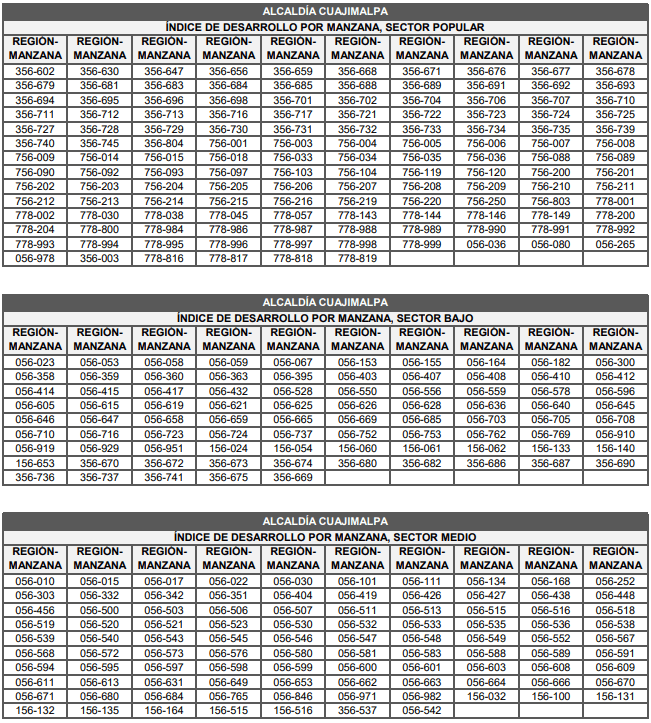 ALCALDÍA CUAJIMALPA
ÍNDICE DE DESARROLLO POR MANZANA, SECTOR POPULAR
REGIÓN- REGIÓN- REGIÓN- REGIÓN- REGIÓN- REGIÓN- REGIÓN- REGIÓN- REGIÓN- REGIÓN-
MANZANA MANZANA MANZANA MANZANA MANZANA MANZANA MANZANA MANZANA MANZANA MANZANA
356-602 356-630 356-647 356-656 356-659 356-668 356-671 356-676 356-677 356-678
356-679 356-681 356-683 356-684 356-685 356-688 356-689 356-691 356-692 356-693
356-694 356-695 356-696 356-698 356-701 356-702 356-704 356-706 356-707 356-710
356-711 356-712 356-713 356-716 356-717 356-721 356-722 356-723 356-724 356-725
356-727 356-728 356-729 356-730 356-731 356-732 356-733 356-734 356-735 356-739
356-740 356-745 356-804 756-001 756-003 756-004 756-005 756-006 756-007 756-008
756-009 756-014 756-015 756-018 756-033 756-034 756-035 756-036 756-088 756-089
756-090 756-092 756-093 756-097 756-103 756-104 756-119 756-120 756-200 756-201
756-202 756-203 756-204 756-205 756-206 756-207 756-208 756-209 756-210 756-211
756-212 756-213 756-214 756-215 756-216 756-219 756-220 756-250 756-803 778-001
778-002 778-030 778-038 778-045 778-057 778-143 778-144 778-146 778-149 778-200
778-204 778-800 778-984 778-986 778-987 778-988 778-989 778-990 778-991 778-992
778-993 778-994 778-995 778-996 778-997 778-998 778-999 056-036 056-080 056-265
056-978 356-003 778-816 778-817 778-818 778-819
ALCALDÍA CUAJIMALPA
ÍNDICE DE DESARROLLO POR MANZANA, SECTOR BAJO
REGIÓN- REGIÓN- REGIÓN- REGIÓN- REGIÓN- REGIÓN- REGIÓN- REGIÓN- REGIÓN- REGIÓN-
MANZANA MANZANA MANZANA MANZANA MANZANA MANZANA MANZANA MANZANA MANZANA MANZANA
056-023 056-053 056-058 056-059 056-067 056-153 056-155 056-164 056-182 056-300
056-358 056-359 056-360 056-363 056-395 056-403 056-407 056-408 056-410 056-412
056-414 056-415 056-417 056-432 056-528 056-550 056-556 056-559 056-578 056-596
056-605 056-615 056-619 056-621 056-625 056-626 056-628 056-636 056-640 056-645
056-646 056-647 056-658 056-659 056-665 056-669 056-685 056-703 056-705 056-708
056-710 056-716 056-723 056-724 056-737 056-752 056-753 056-762 056-769 056-910
056-919 056-929 056-951 156-024 156-054 156-060 156-061 156-062 156-133 156-140
156-653 356-670 356-672 356-673 356-674 356-680 356-682 356-686 356-687 356-690
356-736 356-737 356-741 356-675 356-669
ALCALDÍA CUAJIMALPA
ÍNDICE DE DESARROLLO POR MANZANA, SECTOR MEDIO
REGIÓN- REGIÓN- REGIÓN- REGIÓN- REGIÓN- REGIÓN- REGIÓN- REGIÓN- REGIÓN- REGIÓN-
MANZANA MANZANA MANZANA MANZANA MANZANA MANZANA MANZANA MANZANA MANZANA MANZANA
056-010 056-015 056-017 056-022 056-030 056-101 056-111 056-134 056-168 056-252
056-303 056-332 056-342 056-351 056-404 056-419 056-426 056-427 056-438 056-448
056-456 056-500 056-503 056-506 056-507 056-511 056-513 056-515 056-516 056-518
056-519 056-520 056-521 056-523 056-530 056-532 056-533 056-535 056-536 056-538
056-539 056-540 056-543 056-545 056-546 056-547 056-548 056-549 056-552 056-567
056-568 056-572 056-573 056-576 056-580 056-581 056-583 056-588 056-589 056-591
056-594 056-595 056-597 056-598 056-599 056-600 056-601 056-603 056-608 056-609
056-611 056-613 056-631 056-649 056-653 056-662 056-663 056-664 056-666 056-670
056-671 056-680 056-684 056-765 056-846 056-971 056-982 156-032 156-100 156-131
156-132 156-135 156-164 156-515 156-516 356-537 056-542